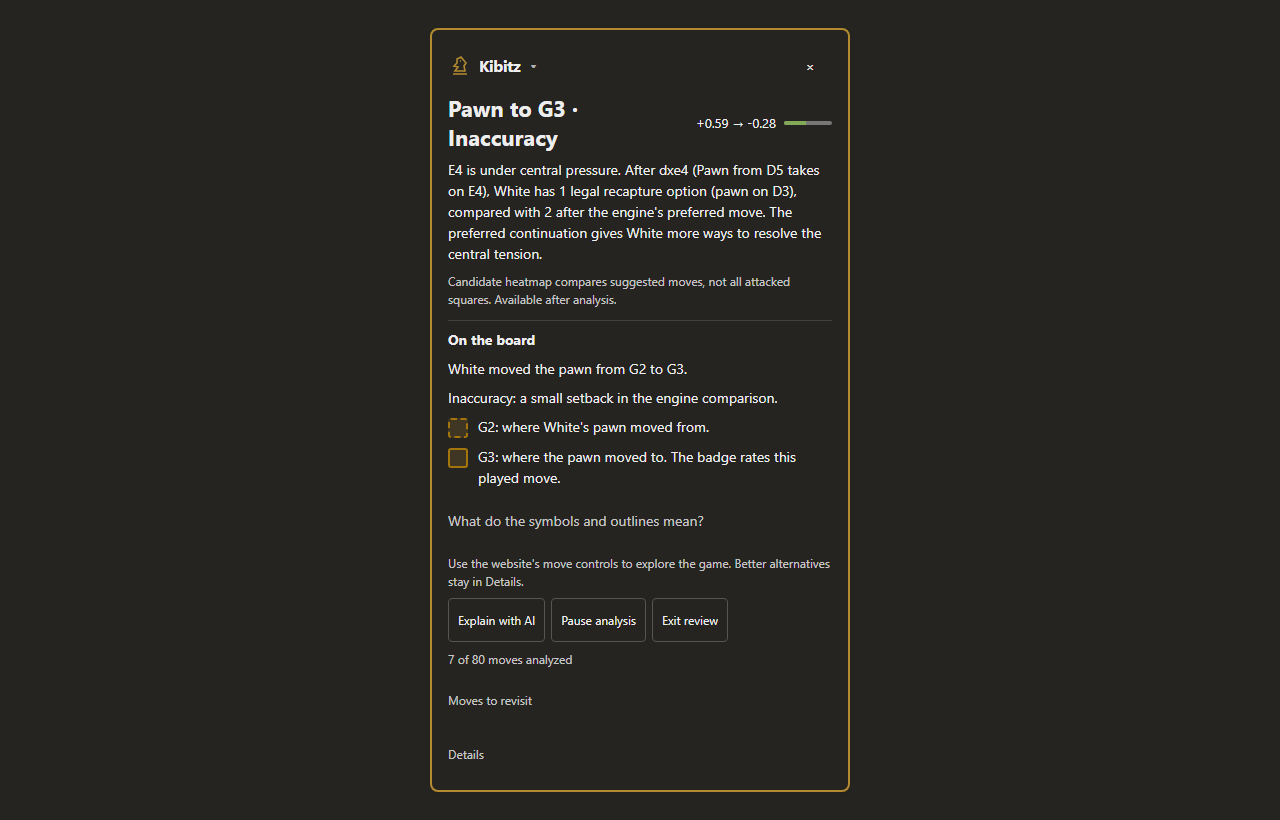 Kibitz
×
Pawn to G3 ·
Inaccuracy
+0.59 → -0.28
E4 is under central pressure. After dxe4 (Pawn from D5 takes
on E4), White has 1 legal recapture option (pawn on D3),
compared with 2 after the engine's preferred move. The
preferred continuation gives White more ways to resolve the
central tension.
Candidate heatmap compares suggested moves, not all attacked
squares. Available after analysis.
On the board
White moved the pawn from G2 to G3.
Inaccuracy: a small setback in the engine comparison.
G2: where White's pawn moved from.
G3: where the pawn moved to. The badge rates this
played move.
What do the symbols and outlines mean?
Use the website's move controls to explore the game. Better alternatives
stay in Details.
Explain with AI Pause analysis Exit review
7 of 80 moves analyzed
Moves to revisit
Details